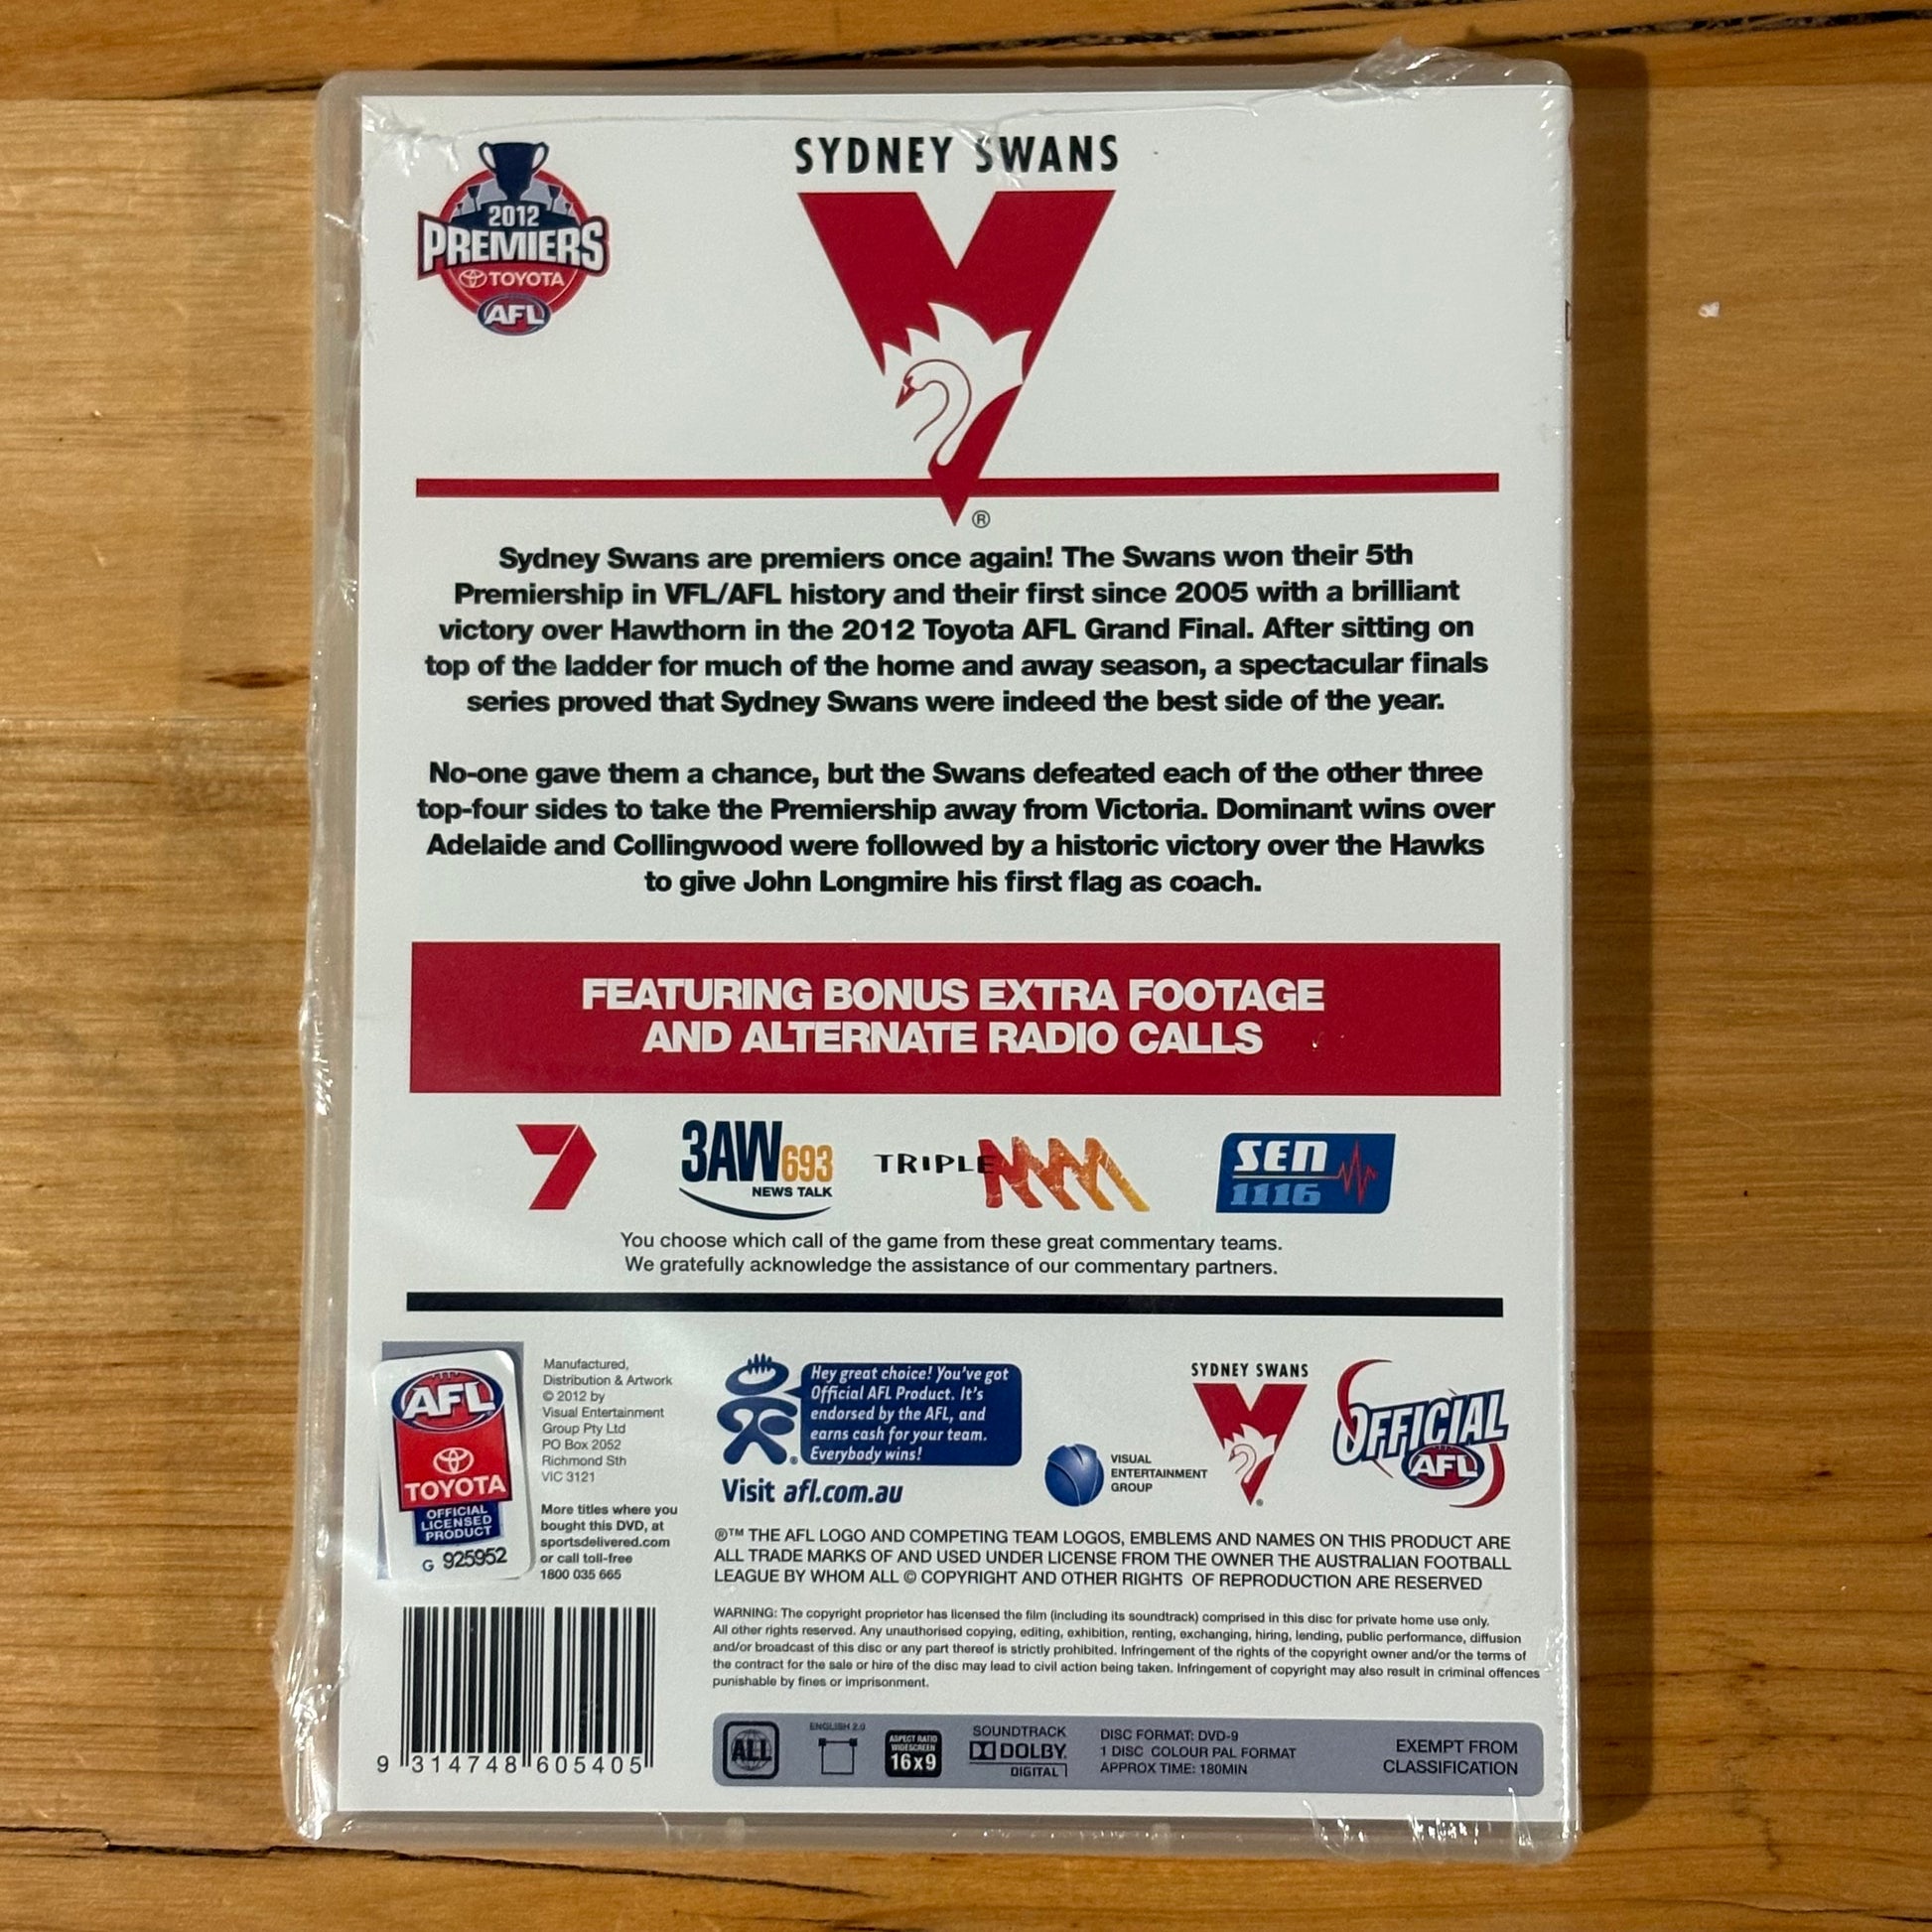 SYDNEY SWANS
2012
PREMIERS
TOYOTA
AFL
®
Sydney Swans are premiers once again! The Swans won their 5th
Premiership in VFL/AFL history and their first since 2005 with a brilliant
victory over Hawthorn in the 2012 Toyota AFL Grand Final. After sitting on
top of the ladder for much of the home and away season, a spectacular finals
series proved that Sydney Swans were indeed the best side of the year.
No-one gave them a chance, but the Swans defeated each of the other three
top-four sides to take the Premiership away from Victoria. Dominant wins over
Adelaide and Collingwood were followed by a historic victory over the Hawks
to give John Longmire his first flag as coach.
FEATURING BONUS EXTRA FOOTAGE
AND ALTERNATE RADIO CALLS
7
3AW 693
NEWS TALK
TRIPLE MMM
SEN
1116
You choose which call of the game from these great commentary teams.
We gratefully acknowledge the assistance of our commentary partners.
AFL
TOYOTA
OFFICIAL
LICENSED
PRODUCT
G 925952
Manufactured,
Distribution & Artwork
© 2012 by
Visual Entertainment
Group Pty Ltd
PO Box 2052
Richmond Sth
VIC 3121
More titles where you
bought this DVD, at
sportsdelivered.com
or call toll-free
1800 035 665
Hey great choice! You've got
Official AFL Product. It's
endorsed by the AFL, and
earns cash for your team.
Everybody wins!
Visit afl.com.au
VISUAL
ENTERTAINMENT
GROUP
SYDNEY SWANS
OFFICIAL
AFL
®™ THE AFL LOGO AND COMPETING TEAM LOGOS, EMBLEMS AND NAMES ON THIS PRODUCT ARE
ALL TRADE MARKS OF AND USED UNDER LICENSE FROM THE OWNER THE AUSTRALIAN FOOTBALL
LEAGUE BY WHOM ALL © COPYRIGHT AND OTHER RIGHTS OF REPRODUCTION ARE RESERVED
WARNING: The copyright proprietor has licensed the film (including its soundtrack) comprised in this disc for private home use only.
All other rights reserved. Any unauthorised copying, editing, exhibition, renting, exchanging, hiring, lending, public performance, diffusion
and/or broadcast of this disc or any part thereof is strictly prohibited. Infringement of the rights of the copyright owner and/or the terms of
the contract for the sale or hire of the disc may lead to civil action being taken. Infringement of copyright may also result in criminal offences
punishable by fines or imprisonment.
9 314748 605405
ALL
ENGLISH 2.0
ASPECT RATIO
WIDESCREEN
16x9
SOUNDTRACK
DOLBY
DIGITAL
DISC FORMAT: DVD-9
1 DISC COLOUR PAL FORMAT
APPROX TIME: 180MIN
EXEMPT FROM
CLASSIFICATION